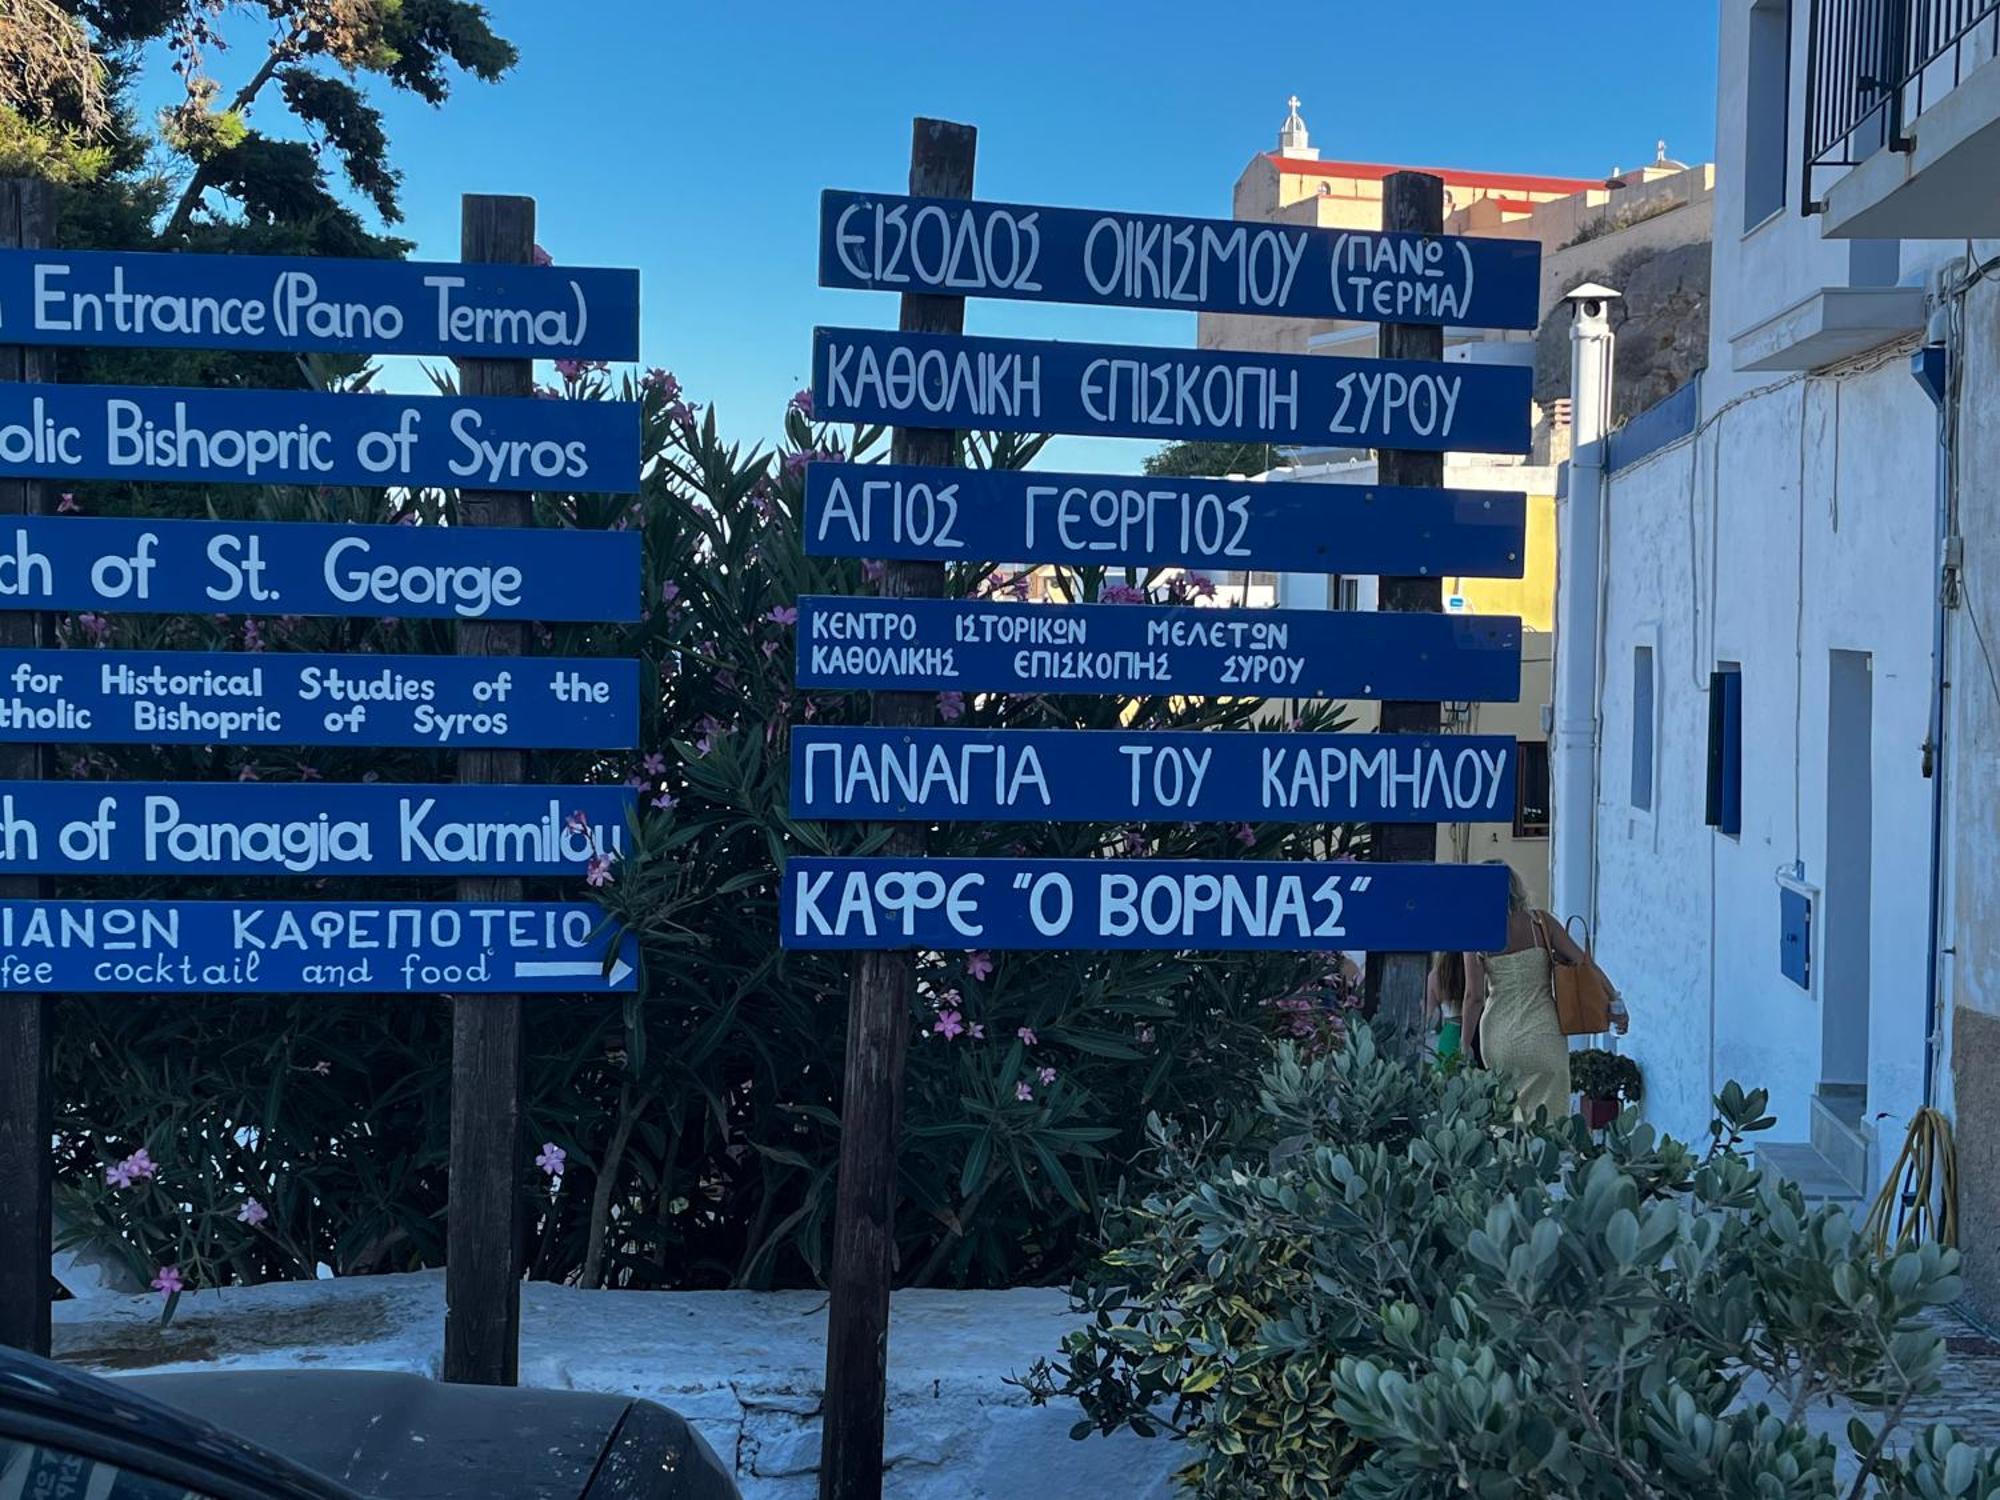 Entrance (Pano Terma)
olic Bishopric of Syros
ch of St. George
for Historical Studies of the
tholic Bishopric of Syros
ch of Panagia Karmilou
ΙΑΝΩΝ ΚΑΦΕΠΟΤΕΙΟ
fee cocktail and food
ΕΙΣΟΔΟΣ ΟΙΚΙΣΜΟΥ (ΠΑΝΩ
ΤΕΡΜΑ)
ΚΑΘΟΛΙΚΗ ΕΠΙΣΚΟΠΗ ΣΥΡΟΥ
ΑΓΙΟΣ ΓΕΩΡΓΙΟΣ
ΚΕΝΤΡΟ ΙΣΤΟΡΙΚΩΝ ΜΕΛΕΤΩΝ
ΚΑΘΟΛΙΚΗΣ ΕΠΙΣΚΟΠΗΣ ΣΥΡΟΥ
ΠΑΝΑΓΙΑ ΤΟΥ ΚΑΡΜΗΛΟΥ
ΚΑΦΕ "Ο ΒΟΡΝΑΣ"